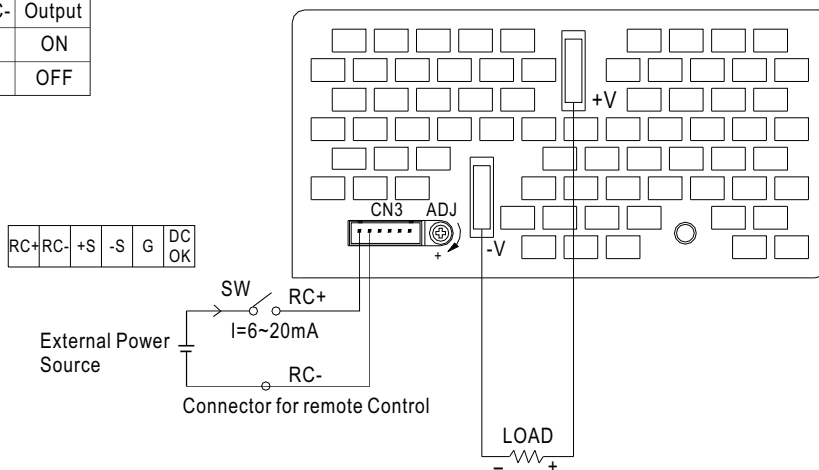 C- Output
ON
OFF
+V
CN3 ADJ
+
-V
RC+ RC- +S -S G DC OK
SW RC+
I=6~20mA
External Power
Source
RC-
Connector for remote Control
LOAD
– +